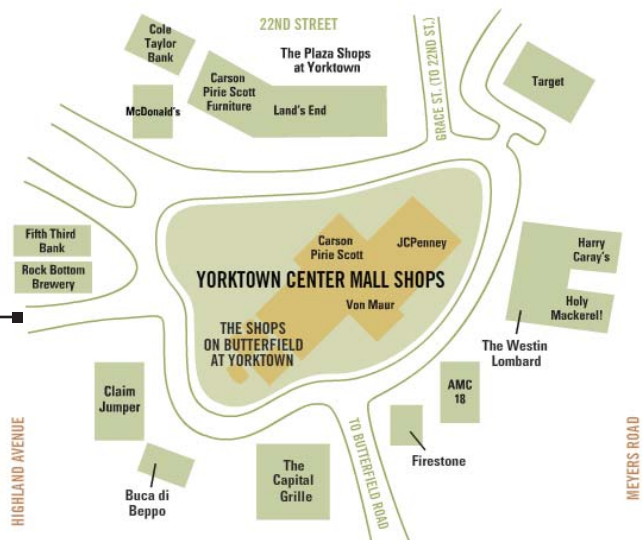 22ND STREET
Cole
Taylor
Bank
The Plaza Shops
at Yorktown
GRACE ST. (TO 22ND ST.)
Target
Carson
Pirie Scott
Furniture
McDonald's
Land's End
Fifth Third
Bank
Rock Bottom
Brewery
Carson
Pirie Scott
JCPenney
Harry
Caray's
YORKTOWN CENTER MALL SHOPS
Von Maur
Holy
Mackerel!
THE SHOPS
ON BUTTERFIELD
AT YORKTOWN
The Westin
Lombard
Claim
Jumper
AMC
18
HIGHLAND AVENUE
Buca di
Beppo
The
Capital
Grille
TO BUTTERFIELD ROAD
Firestone
MEYERS ROAD